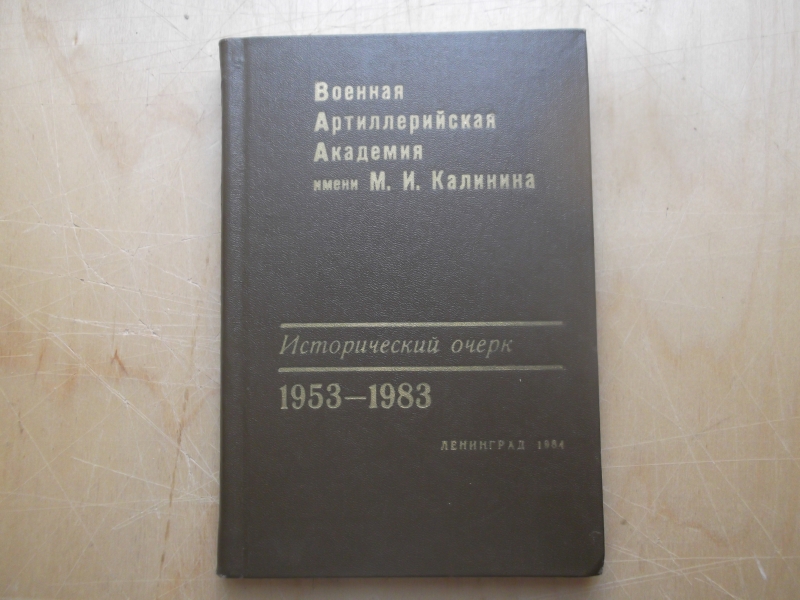 Военная
Артиллерийская
Академия
имени М. И. Калинина
Исторический очерк
1953—1983
ЛЕНИНГРАД 1984